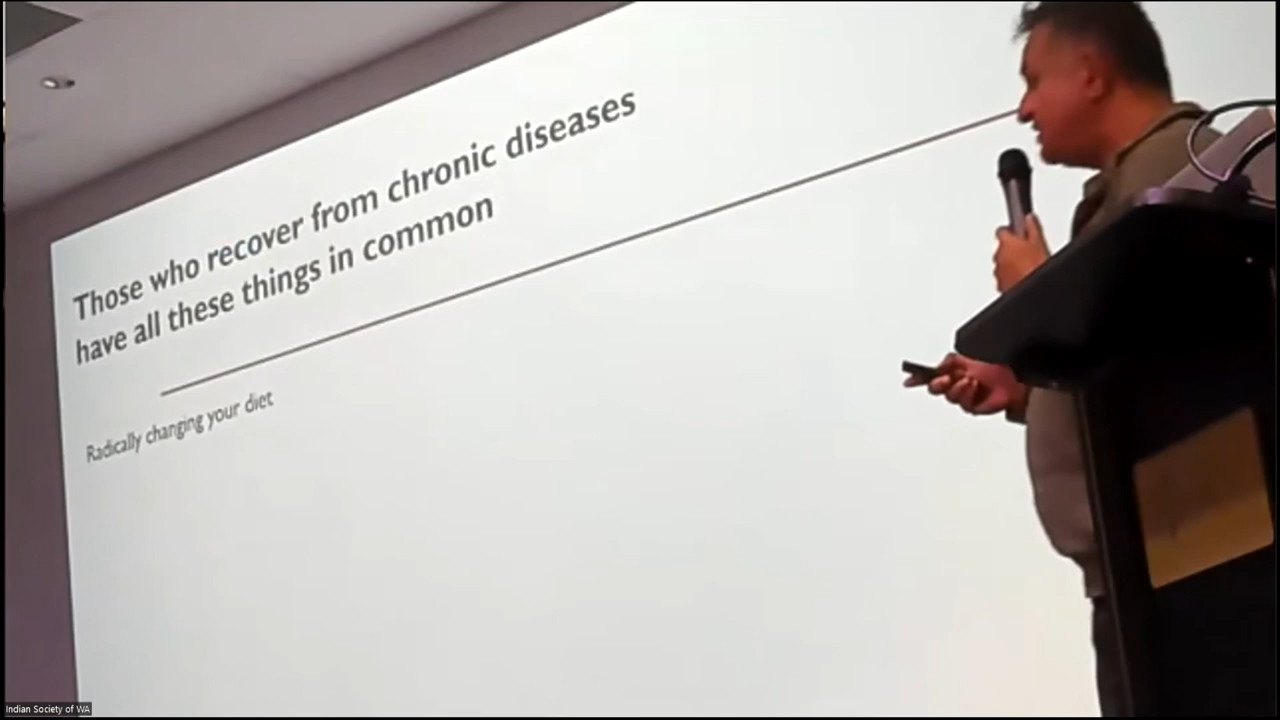 Those who recover from chronic diseases
have all these things in common
Radically changing your diet
Indian Society of WA